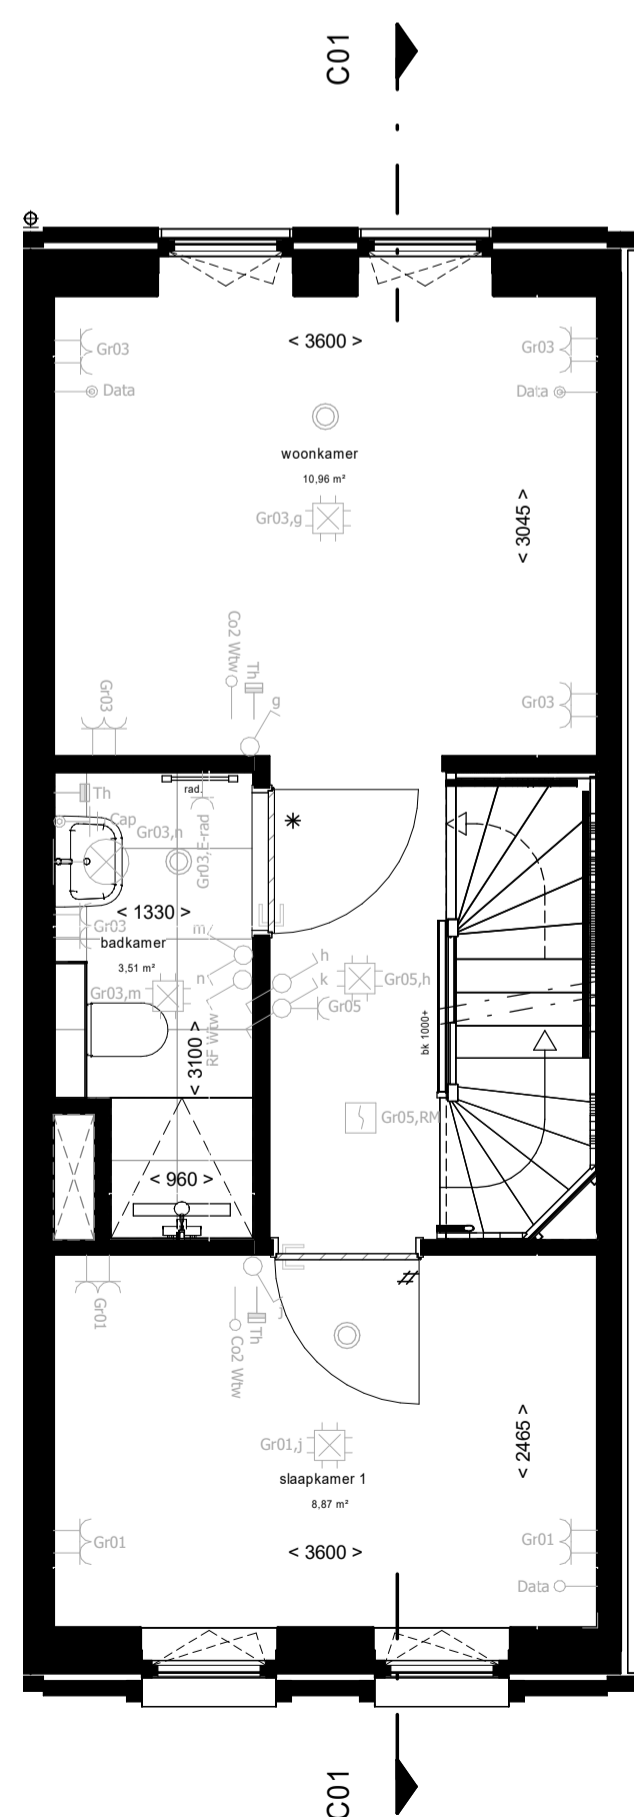 C01
< 3600 >
Gr03
Gr03
Data
Data
woonkamer
10,96 m²
Gr03,g
< 3045 >
Co2 Wtw
Th
g
Gr03
Gr03
rad.
Th
Cap
Gr03,n
Gr03,E-rad
< 1330 >
Gr03
badkamer
3,51 m²
m
n
h
k
Gr03,m
Gr05
Gr05,h
RF Wtw
< 3100 >
bk 1000+
Gr05,RM
< 960 >
Gr01
j
Th
Co2 Wtw
Gr01,j
slaapkamer 1
8,87 m²
< 2465 >
Gr01
Gr01
< 3600 >
Data
C01